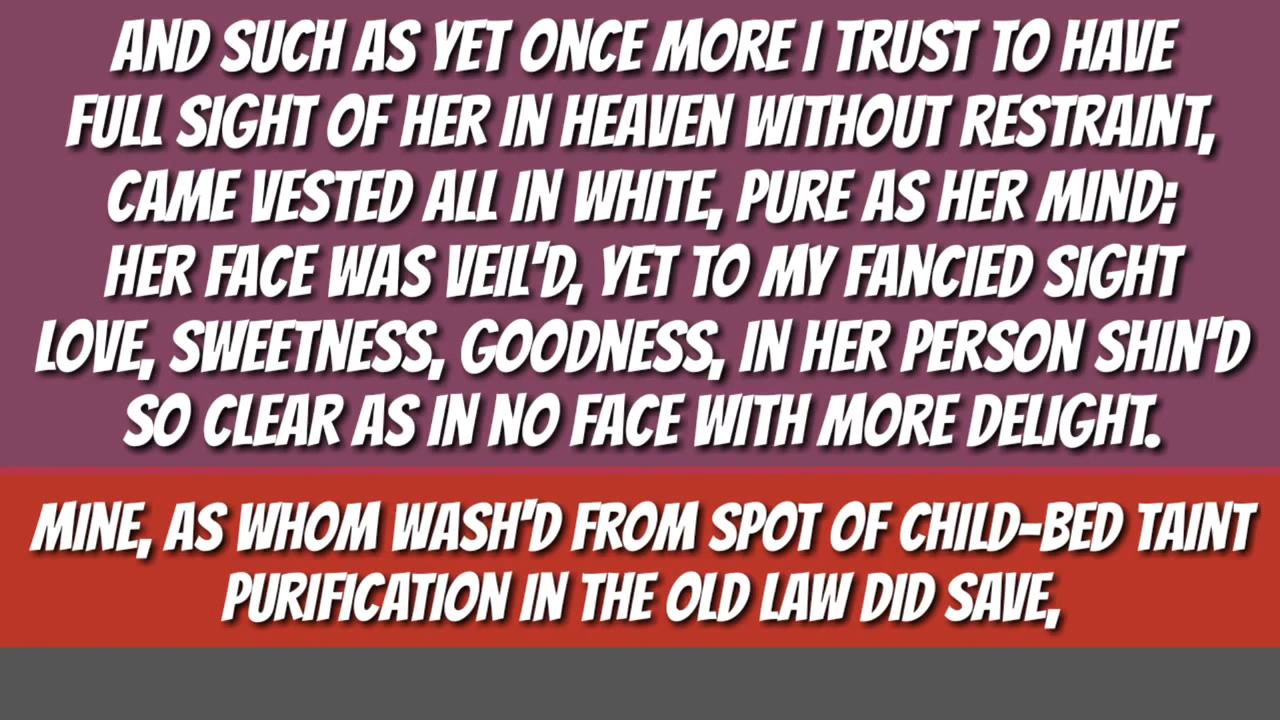 AND SUCH AS YET ONCE MORE I TRUST TO HAVE
FULL SIGHT OF HER IN HEAVEN WITHOUT RESTRAINT,
CAME VESTED ALL IN WHITE, PURE AS HER MIND;
HER FACE WAS VEIL'D, YET TO MY FANCIED SIGHT
LOVE, SWEETNESS, GOODNESS, IN HER PERSON SHIN'D
SO CLEAR AS IN NO FACE WITH MORE DELIGHT.
MINE, AS WHOM WASH'D FROM SPOT OF CHILD-BED TAINT
PURIFICATION IN THE OLD LAW DID SAVE,